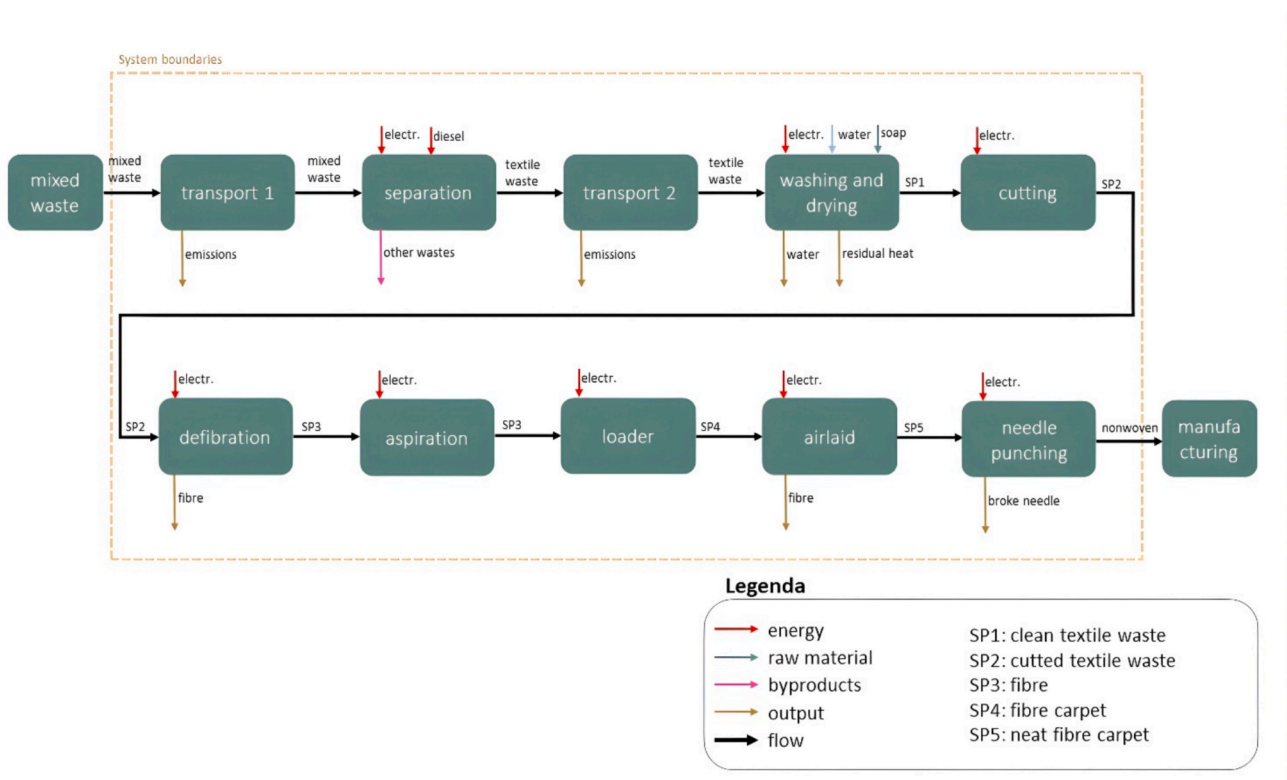 System boundaries
electr.
diesel
electr.
water
soap
electr.
mixed
waste
mixed
waste
transport 1
mixed
waste
separation
textile
waste
transport 2
textile
waste
washing and
drying
SP1
cutting
SP2
emissions
other wastes
emissions
water
residual heat
electr.
electr.
electr.
electr.
electr.
SP2
defibration
SP3
aspiration
SP3
loader
SP4
airlaid
SP5
needle
punching
nonwoven
manufa
cturing
fibre
fibre
broke needle
Legenda
energy
raw material
byproducts
output
flow
SP1: clean textile waste
SP2: cutted textile waste
SP3: fibre
SP4: fibre carpet
SP5: neat fibre carpet